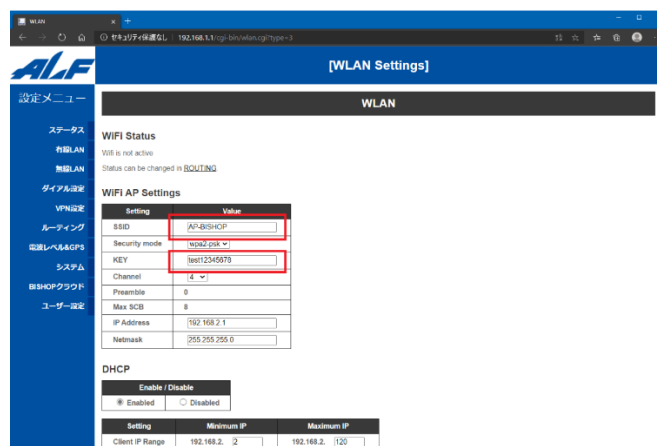 WLAN
セキュリティ保護なし 192.168.1.1/cgi-bin/wlan.cgi?type=3
ALF
[WLAN Settings]
設定メニュー
WLAN
ステータス
有線LAN
無線LAN
ダイアル設定
VPN設定
ルーティング
電波レベル&GPS
システム
BISHOPクラウド
ユーザー設定
WiFi Status
Wifi is not active
Status can be changed in ROUTING.
WiFi AP Settings
Setting Value
SSID AP-BISHOP
Security mode wpa2-psk
KEY test12345678
Channel 4
Preamble 0
Max SCB 8
IP Address 192.168.2.1
Netmask 255.255.255.0
DHCP
Enable / Disable
Enabled Disabled
Setting Minimum IP Maximum IP
Client IP Range 192.168.2. 2 192.168.2. 120